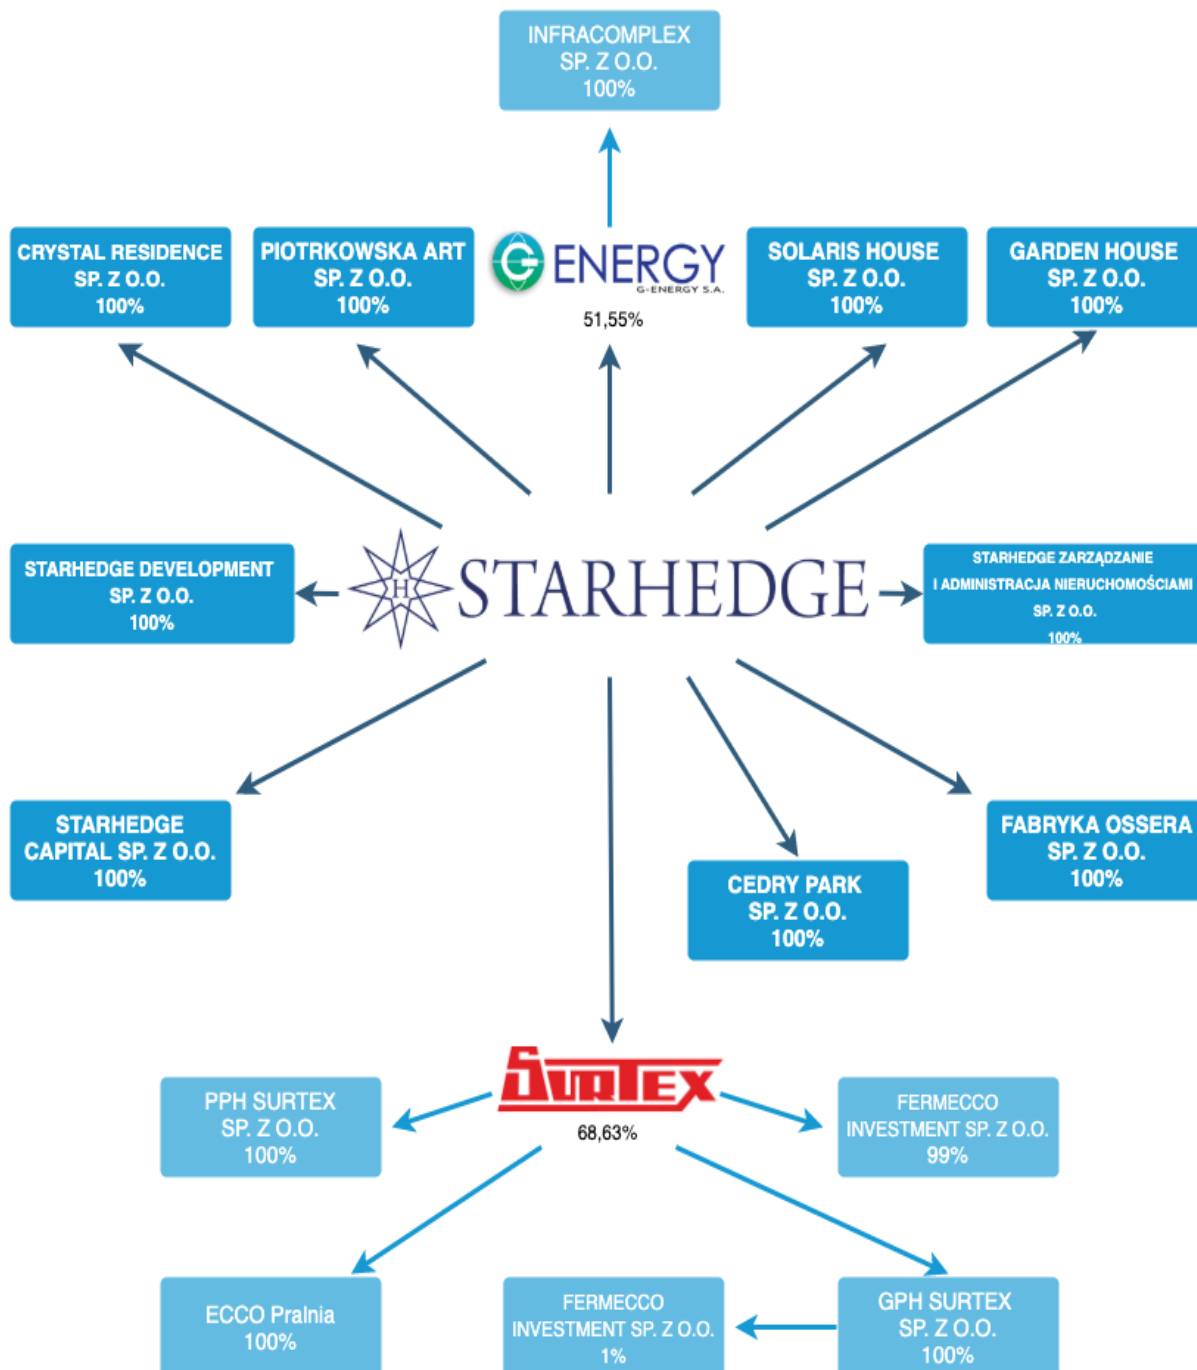 INFRACOMPLEX
SP. Z O.O.
100%
CRYSTAL RESIDENCE
SP. Z O.O.
100%
PIOTRKOWSKA ART
SP. Z O.O.
100%
G ENERGY
G-ENERGY S.A.
51,55%
SOLARIS HOUSE
SP. Z O.O.
100%
GARDEN HOUSE
SP. Z O.O.
100%
STARHEDGE DEVELOPMENT
SP. Z O.O.
100%
H STARHEDGE
STARHEDGE ZARZĄDZANIE
I ADMINISTRACJA NIERUCHOMOŚCIAMI
SP. Z O.O.
100%
STARHEDGE
CAPITAL SP. Z O.O.
100%
CEDRY PARK
SP. Z O.O.
100%
FABRYKA OSSERA
SP. Z O.O.
100%
SURTEX
68,63%
PPH SURTEX
SP. Z O.O.
100%
FERMECCO
INVESTMENT SP. Z O.O.
99%
ECCO Pralnia
100%
FERMECCO
INVESTMENT SP. Z O.O.
1%
GPH SURTEX
SP. Z O.O.
100%